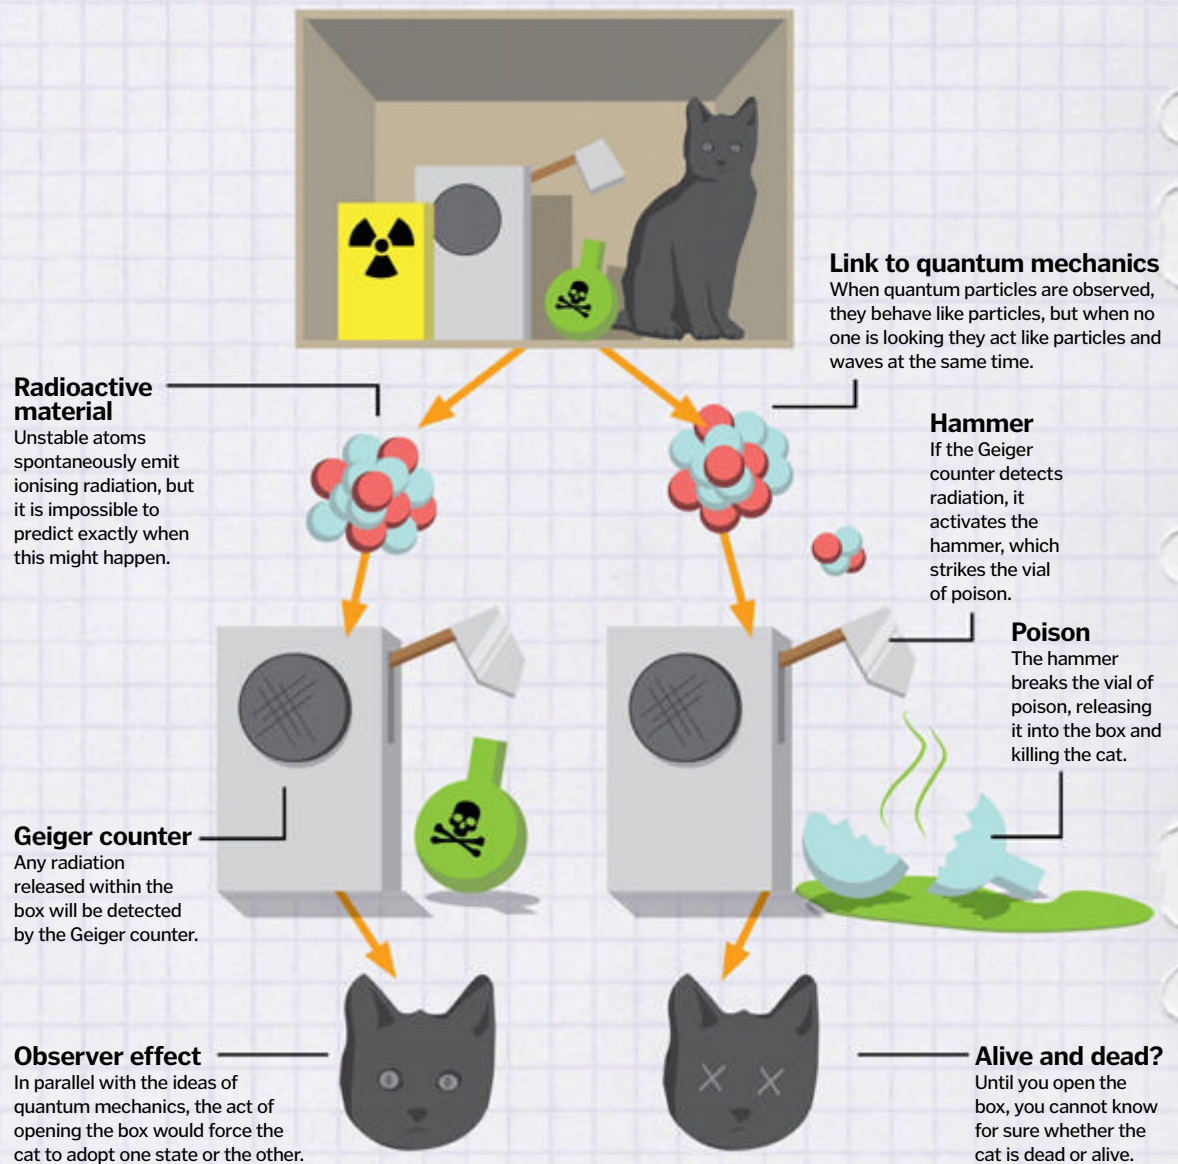 Link to quantum mechanics
When quantum particles are observed,
they behave like particles, but when no
one is looking they act like particles and
waves at the same time.
Radioactive
material
Unstable atoms
spontaneously emit
ionising radiation, but
it is impossible to
predict exactly when
this might happen.
Hammer
If the Geiger
counter detects
radiation, it
activates the
hammer, which
strikes the vial
of poison.
Poison
The hammer
breaks the vial of
poison, releasing
it into the box and
killing the cat.
Geiger counter
Any radiation
released within the
box will be detected
by the Geiger counter.
Observer effect
In parallel with the ideas of
quantum mechanics, the act of
opening the box would force the
cat to adopt one state or the other.
Alive and dead?
Until you open the
box, you cannot know
for sure whether the
cat is dead or alive.